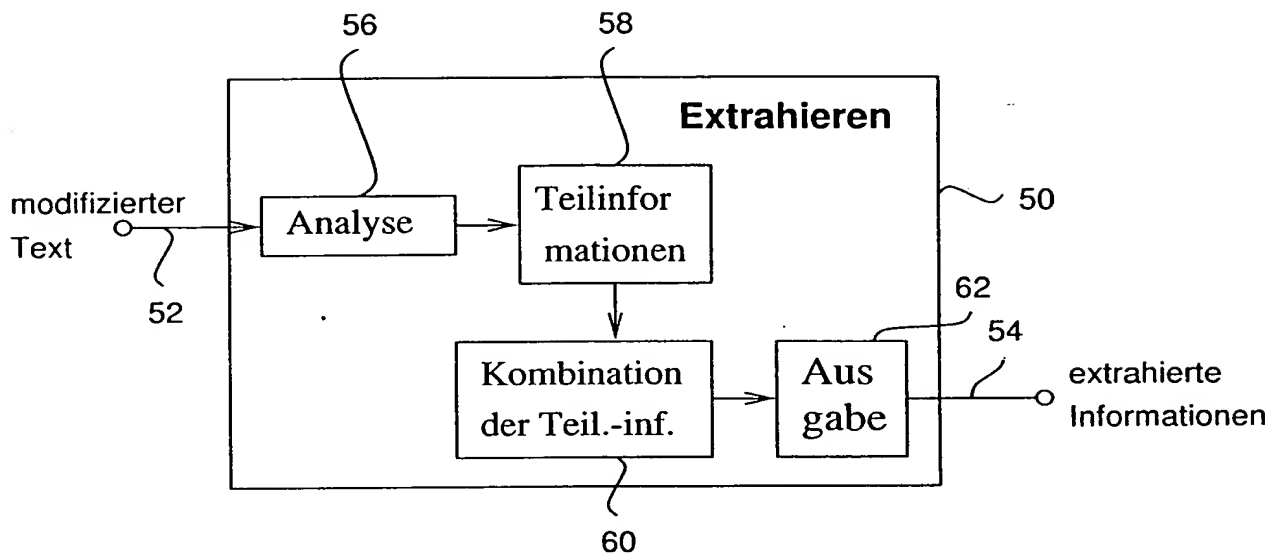 56
58
Extrahieren
modifizierter
Text
52
Analyse
Teilinfor
mationen
50
62
54
Kombination
der Teil.-inf.
Aus
gabe
extrahierte
Informationen
60